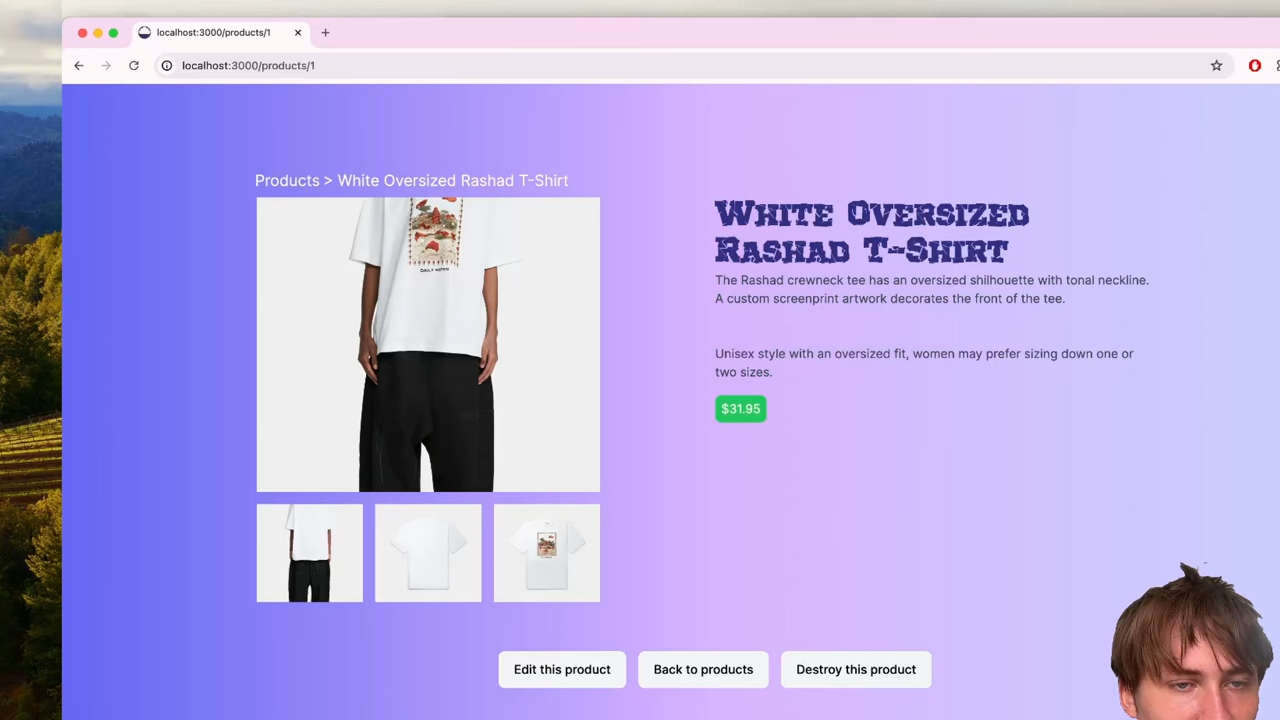 localhost:3000/products/1
localhost:3000/products/1
Products > White Oversized Rashad T-Shirt
White Oversized
Rashad T-Shirt
The Rashad crewneck tee has an oversized shilhouette with tonal neckline.
A custom screenprint artwork decorates the front of the tee.
Unisex style with an oversized fit, women may prefer sizing down one or
two sizes.
$31.95
DAILY
Edit this product
Back to products
Destroy this product